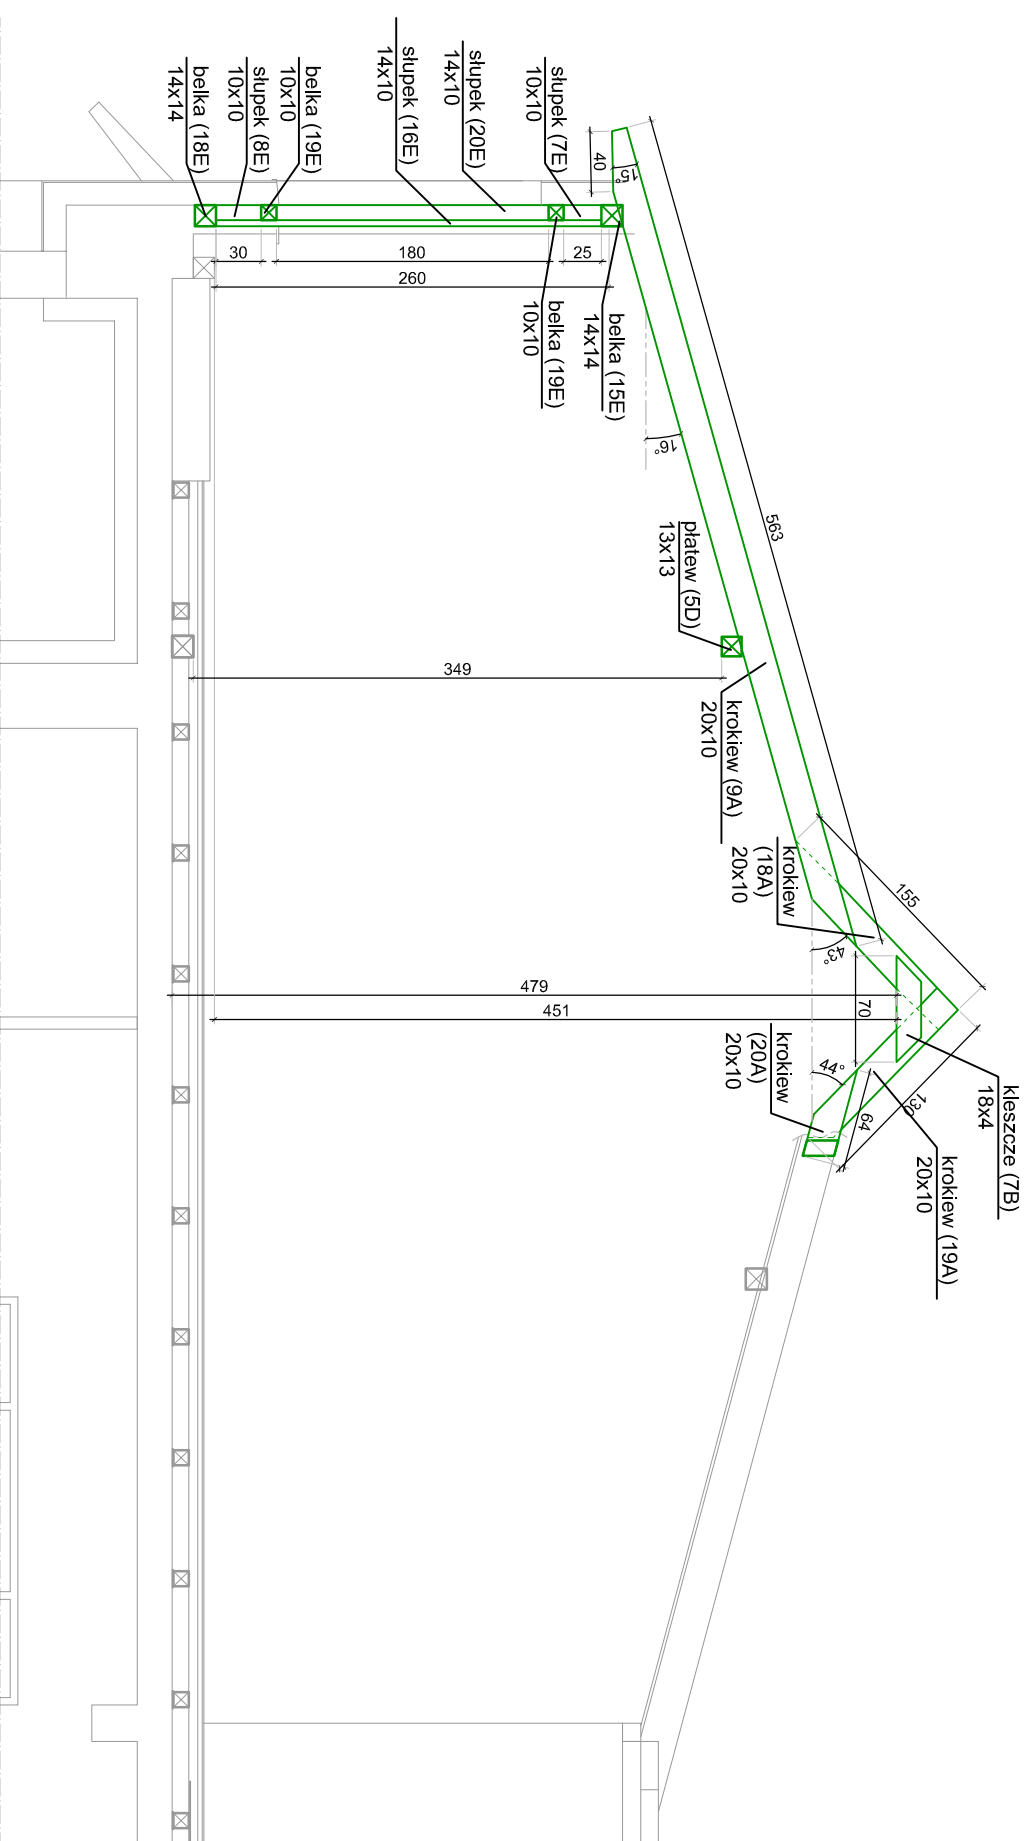 belka (18E)
14x14
słupek (8E)
10x10
belka (19E)
10x10
słupek (16E)
14x10
słupek (20E)
14x10
słupek (7E)
10x10
40
15°
30
180
25
260
belka (19E)
10x10
belka (15E)
14x14
16°
563
płatew (5D)
13x13
349
krokiew (9A)
20x10
krokiew
(18A)
20x10
155
43°
479
451
70
krokiew
(20A)
20x10
44°
64
130
kleszcze (7B)
18x4
krokiew (19A)
20x10